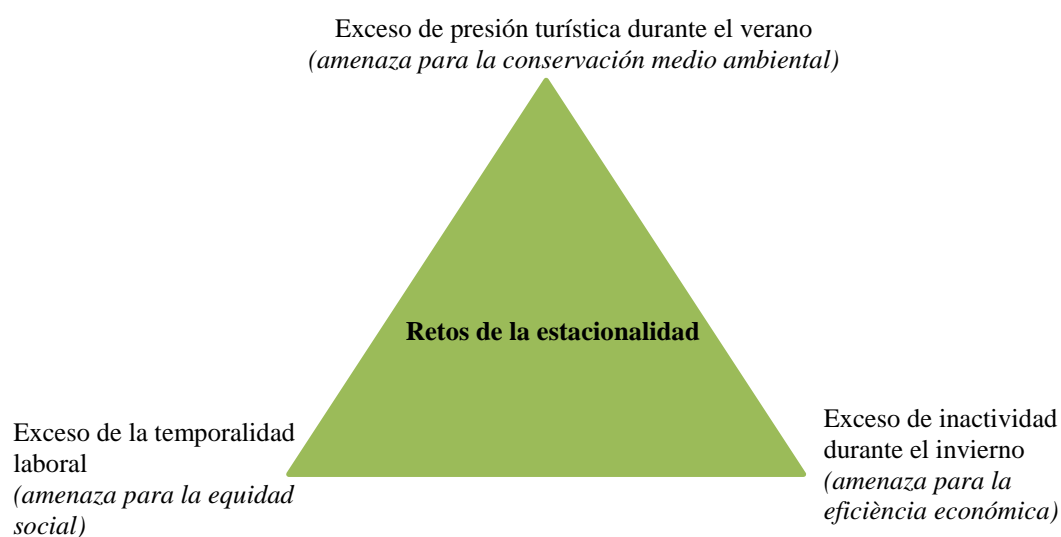 Exceso de presión turística durante el verano
(amenaza para la conservación medio ambiental)
Retos de la estacionalidad
Exceso de la temporalidad
laboral
(amenaza para la equidad
social)
Exceso de inactividad
durante el invierno
(amenaza para la
eficiència económica)